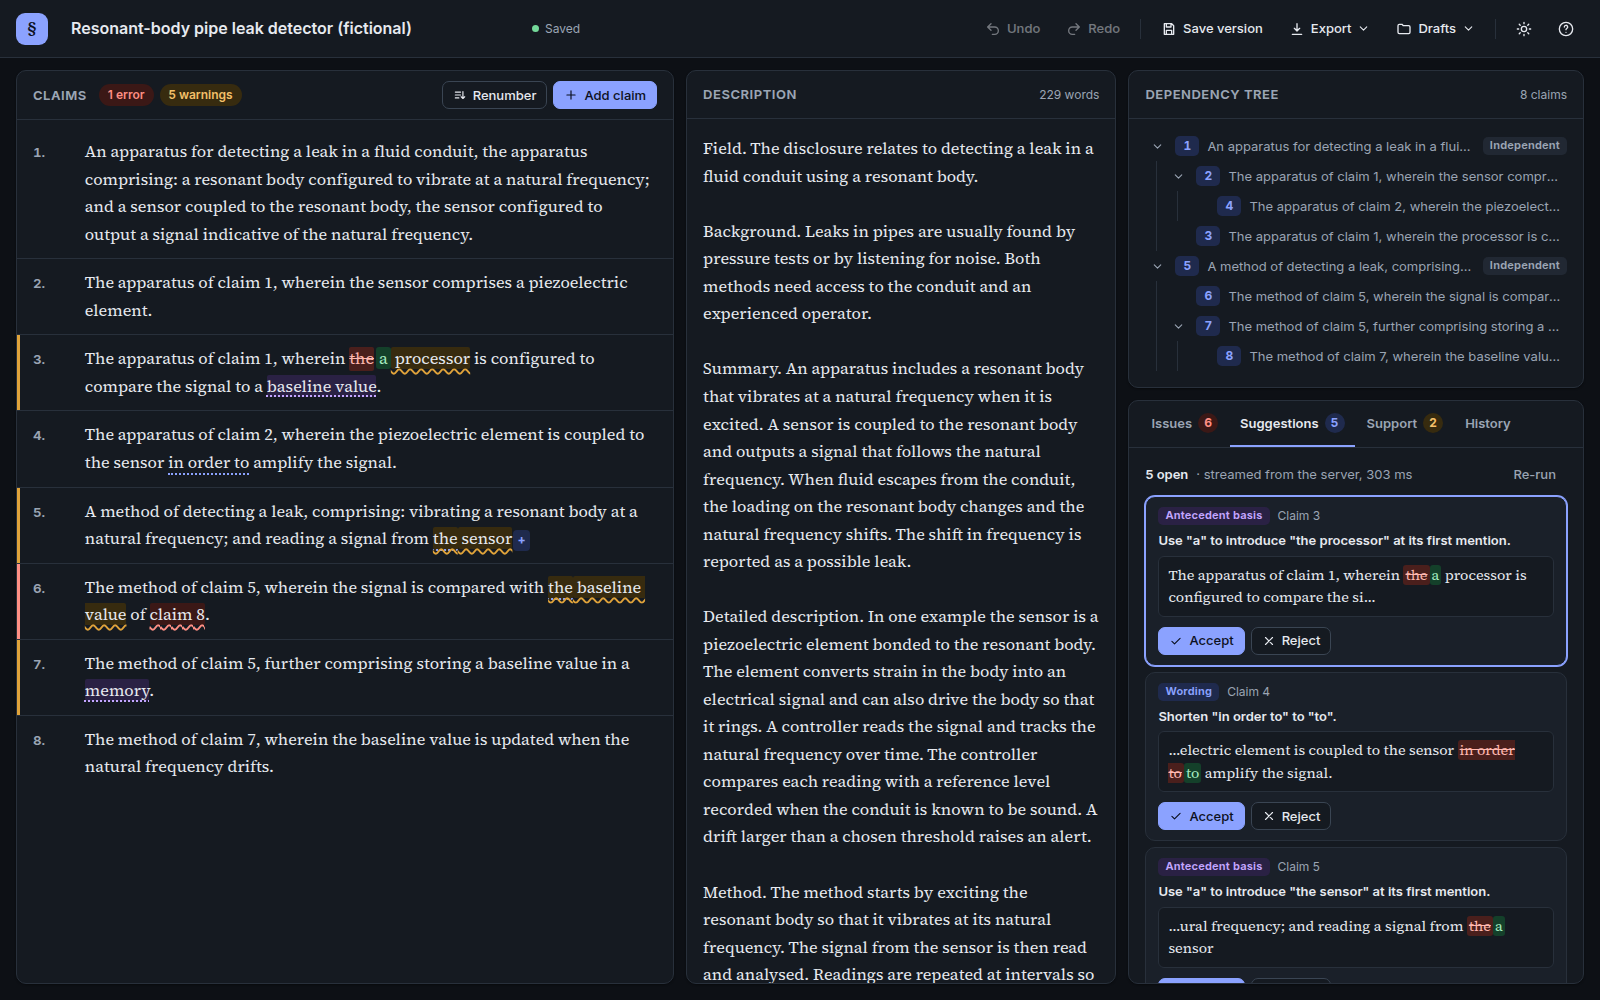 § Resonant-body pipe leak detector (fictional) Saved Undo Redo Save version Export Drafts
CLAIMS 1 error 5 warnings Renumber Add claim
1. An apparatus for detecting a leak in a fluid conduit, the apparatus
comprising: a resonant body configured to vibrate at a natural frequency;
and a sensor coupled to the resonant body, the sensor configured to
output a signal indicative of the natural frequency.
2. The apparatus of claim 1, wherein the sensor comprises a piezoelectric
element.
3. The apparatus of claim 1, wherein the a processor is configured to
compare the signal to a baseline value.
4. The apparatus of claim 2, wherein the piezoelectric element is coupled to
the sensor in order to amplify the signal.
5. A method of detecting a leak, comprising: vibrating a resonant body at a
natural frequency; and reading a signal from the sensor +
6. The method of claim 5, wherein the signal is compared with the baseline
value of claim 8.
7. The method of claim 5, further comprising storing a baseline value in a
memory.
8. The method of claim 7, wherein the baseline value is updated when the
natural frequency drifts.
DESCRIPTION 229 words
Field. The disclosure relates to detecting a leak in a
fluid conduit using a resonant body.
Background. Leaks in pipes are usually found by
pressure tests or by listening for noise. Both
methods need access to the conduit and an
experienced operator.
Summary. An apparatus includes a resonant body
that vibrates at a natural frequency when it is
excited. A sensor is coupled to the resonant body
and outputs a signal that follows the natural
frequency. When fluid escapes from the conduit,
the loading on the resonant body changes and the
natural frequency shifts. The shift in frequency is
reported as a possible leak.
Detailed description. In one example the sensor is a
piezoelectric element bonded to the resonant body.
The element converts strain in the body into an
electrical signal and can also drive the body so that
it rings. A controller reads the signal and tracks the
natural frequency over time. The controller
compares each reading with a reference level
recorded when the conduit is known to be sound. A
drift larger than a chosen threshold raises an alert.
Method. The method starts by exciting the
resonant body so that it vibrates at its natural
frequency. The signal from the sensor is then read
and analysed. Readings are repeated at intervals so
DEPENDENCY TREE 8 claims
1 An apparatus for detecting a leak in a flui... Independent
2 The apparatus of claim 1, wherein the sensor compr...
4 The apparatus of claim 2, wherein the piezoelect...
3 The apparatus of claim 1, wherein the processor is c...
5 A method of detecting a leak, comprising... Independent
6 The method of claim 5, wherein the signal is compar...
7 The method of claim 5, further comprising storing a ...
8 The method of claim 7, wherein the baseline valu...
Issues 6 Suggestions 5 Support 2 History
5 open · streamed from the server, 303 ms Re-run
Antecedent basis Claim 3
Use "a" to introduce "the processor" at its first mention.
The apparatus of claim 1, wherein the a processor is
configured to compare the si...
Accept Reject
Wording Claim 4
Shorten "in order to" to "to".
...electric element is coupled to the sensor in order
to to amplify the signal.
Accept Reject
Antecedent basis Claim 5
Use "a" to introduce "the sensor" at its first mention.
...ural frequency; and reading a signal from the a
sensor